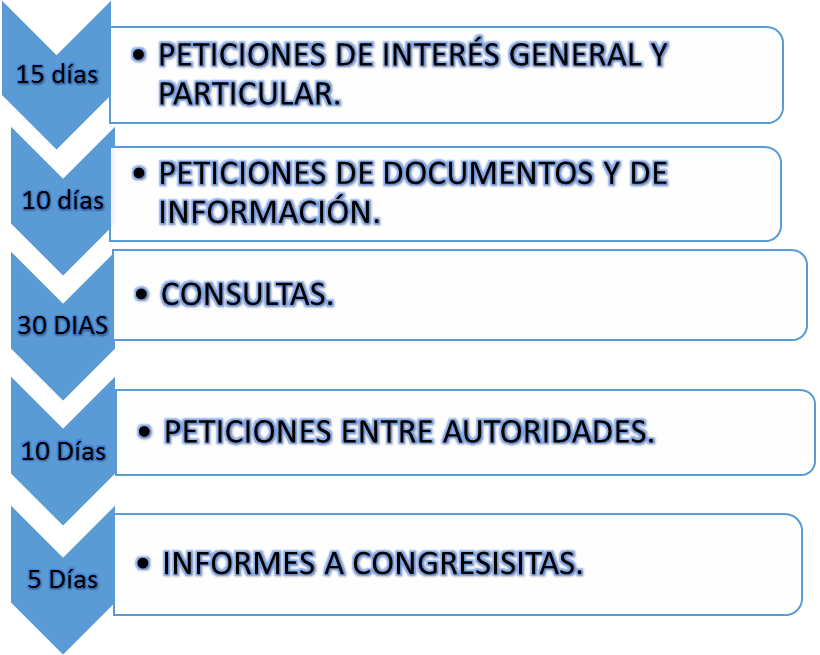 15 días
• PETICIONES DE INTERÉS GENERAL Y
PARTICULAR.
10 días
• PETICIONES DE DOCUMENTOS Y DE
INFORMACIÓN.
30 DIAS
• CONSULTAS.
10 Días
• PETICIONES ENTRE AUTORIDADES.
5 Días
• INFORMES A CONGRESISITAS.